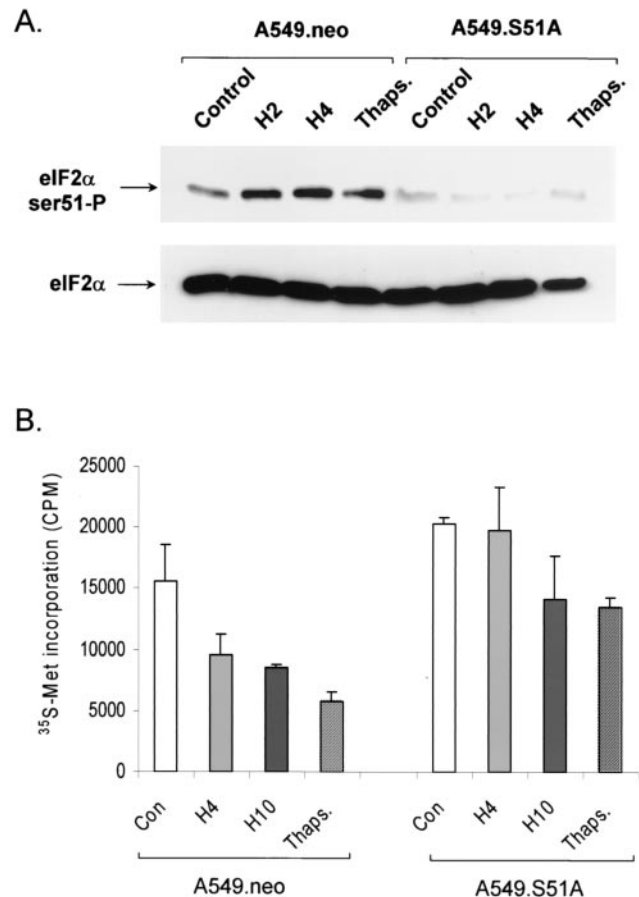 A.
A549.neo A549.S51A
Control H2 H4 Thaps. Control H2 H4 Thaps.
eIF2α
ser51-P
eIF2α
B.
³⁵S-Met incorporation (CPM)
25000
20000
15000
10000
5000
0
Con H4 H10 Thaps. Con H4 H10 Thaps.
A549.neo A549.S51A